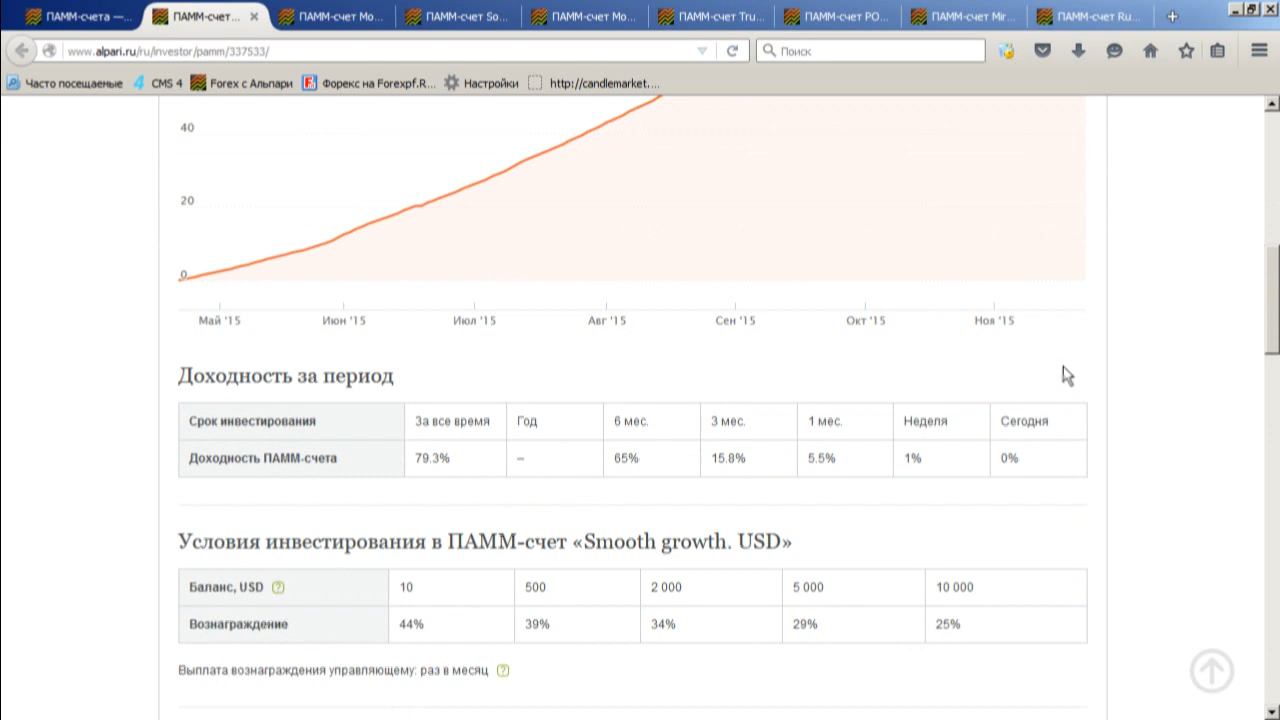 ПАММ-счета —...
ПАММ-счет...
ПАММ-счет Mo...
ПАММ-счет So...
ПАММ-счет Mo...
ПАММ-счет Tru...
ПАММ-счет PO...
ПАММ-счет Mir...
ПАММ-счет Ru...
www.alpari.ru/ru/investor/pamm/337533/
Поиск
Часто посещаемые
CMS 4
Forex с Альпари
Форекс на Forexpf.R...
Настройки
http://candlemarket....
40
20
0
Май '15 Июн '15 Июл '15 Авг '15 Сен '15 Окт '15 Ноя '15
Доходность за период
Срок инвестирования За все время Год 6 мес. 3 мес. 1 мес. Неделя Сегодня
Доходность ПАММ-счета 79.3% – 65% 15.8% 5.5% 1% 0%
Условия инвестирования в ПАММ-счет «Smooth growth. USD»
Баланс, USD ? 10 500 2 000 5 000 10 000
Вознаграждение 44% 39% 34% 29% 25%
Выплата вознаграждения управляющему: раз в месяц ?